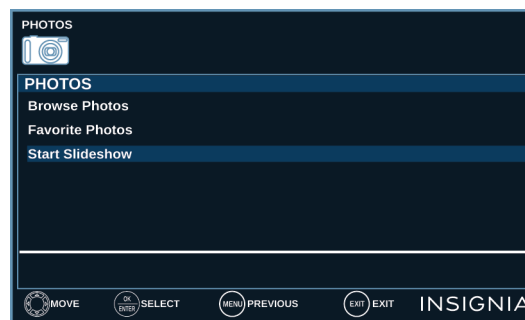 PHOTOS
PHOTOS
Browse Photos
Favorite Photos
Start Slideshow
MOVE OK ENTER SELECT MENU PREVIOUS EXIT EXIT INSIGNIA